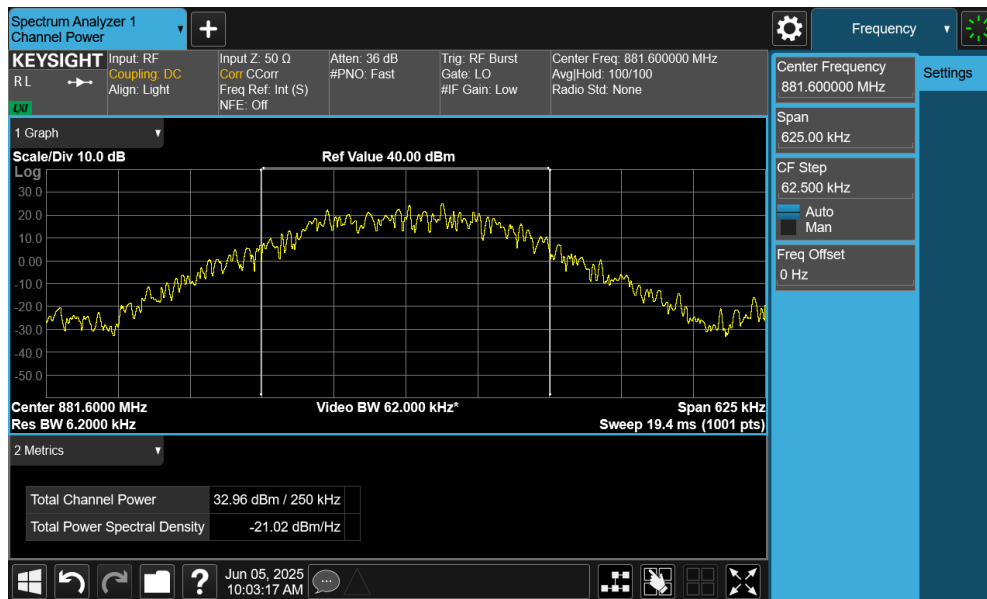 Spectrum Analyzer 1
Channel Power
Frequency
KEYSIGHT
R L
LXI
Input: RF
Coupling: DC
Align: Light
Input Z: 50 Ω
Corr CCorr
Freq Ref: Int (S)
NFE: Off
Atten: 36 dB
#PNO: Fast
Trig: RF Burst
Gate: LO
#IF Gain: Low
Center Freq: 881.600000 MHz
Avg|Hold: 100/100
Radio Std: None
Center Frequency
881.600000 MHz
Settings
Span
625.00 kHz
CF Step
62.500 kHz
Auto
Man
Freq Offset
0 Hz
1 Graph
Scale/Div 10.0 dB
Ref Value 40.00 dBm
Log
30.0
20.0
10.0
0.00
-10.0
-20.0
-30.0
-40.0
-50.0
Center 881.6000 MHz
Video BW 62.000 kHz*
Span 625 kHz
Res BW 6.2000 kHz
Sweep 19.4 ms (1001 pts)
2 Metrics
Total Channel Power 32.96 dBm / 250 kHz
Total Power Spectral Density -21.02 dBm/Hz
?
Jun 05, 2025
10:03:17 AM